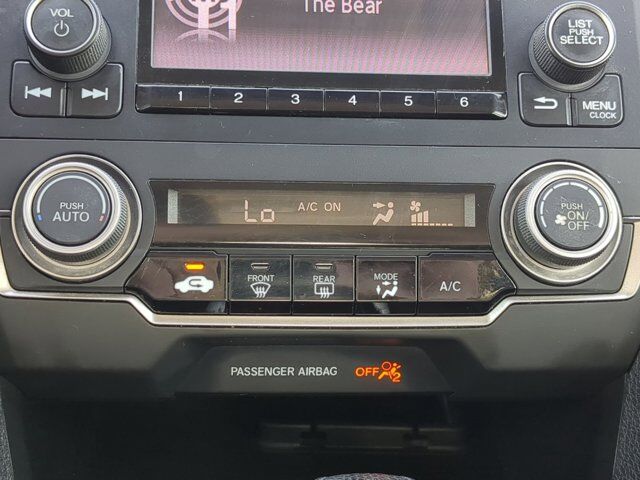 The Bear
VOL
LIST
PUSH
SELECT
1 2 3 4 5 6
MENU
CLOCK
PUSH
AUTO
Lo A/C ON
PUSH
ON/
OFF
FRONT
REAR
MODE
A/C
PASSENGER AIRBAG OFF 2